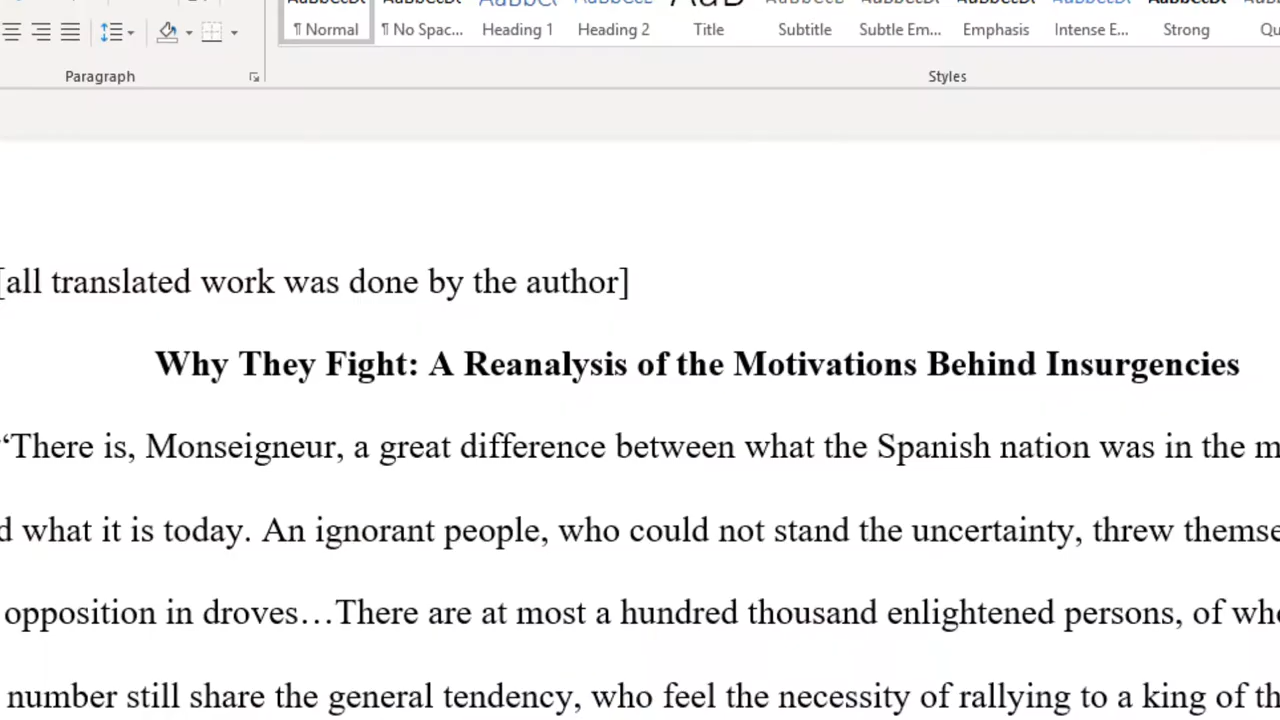 ¶ Normal
¶ No Spac...
Heading 1
Heading 2
Title
Subtitle
Subtle Em...
Emphasis
Intense E...
Strong
Paragraph
Styles
[all translated work was done by the author]
Why They Fight: A Reanalysis of the Motivations Behind Insurgencies
“There is, Monseigneur, a great difference between what the Spanish nation was in the
what it is today. An ignorant people, who could not stand the uncertainty, threw
opposition in droves…There are at most a hundred thousand enlightened persons, of
number still share the general tendency, who feel the necessity of rallying to a king of